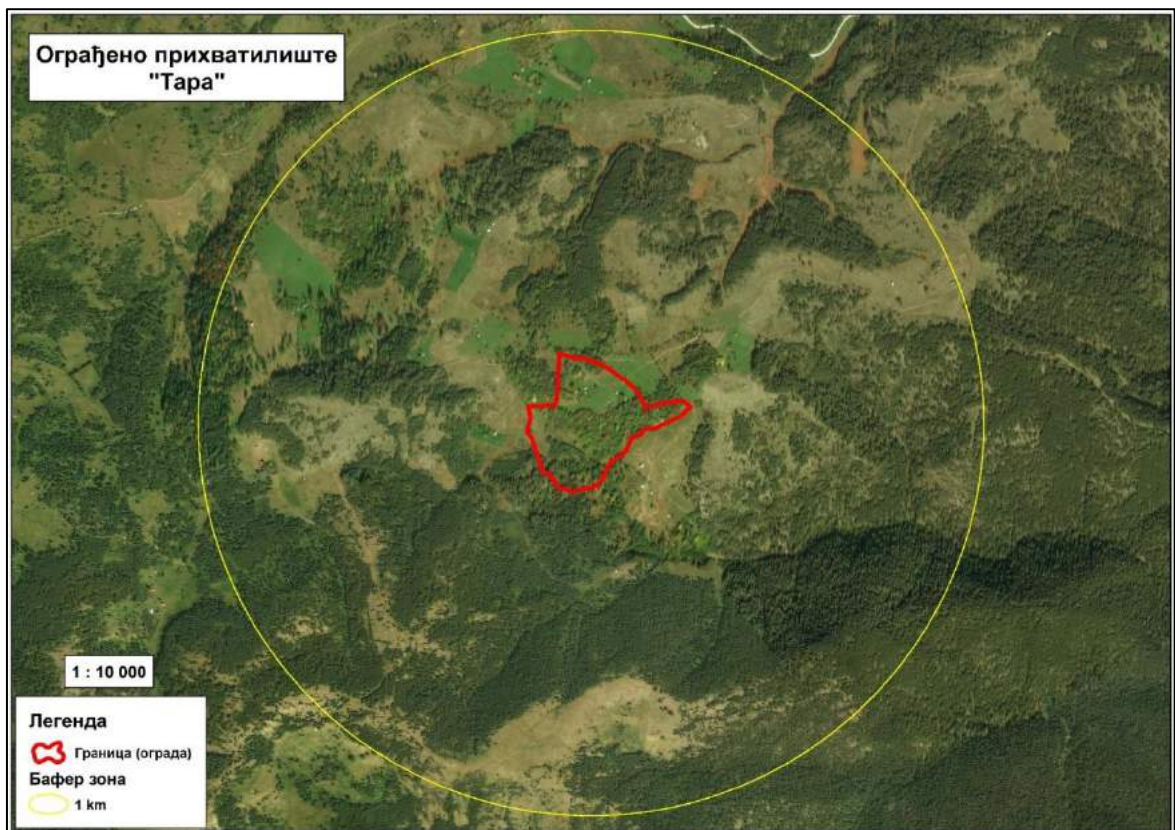 Ограђено прихватилиште
"Тара"
1 : 10 000
Легенда
Граница (ограда)
Бафер зона
1 km